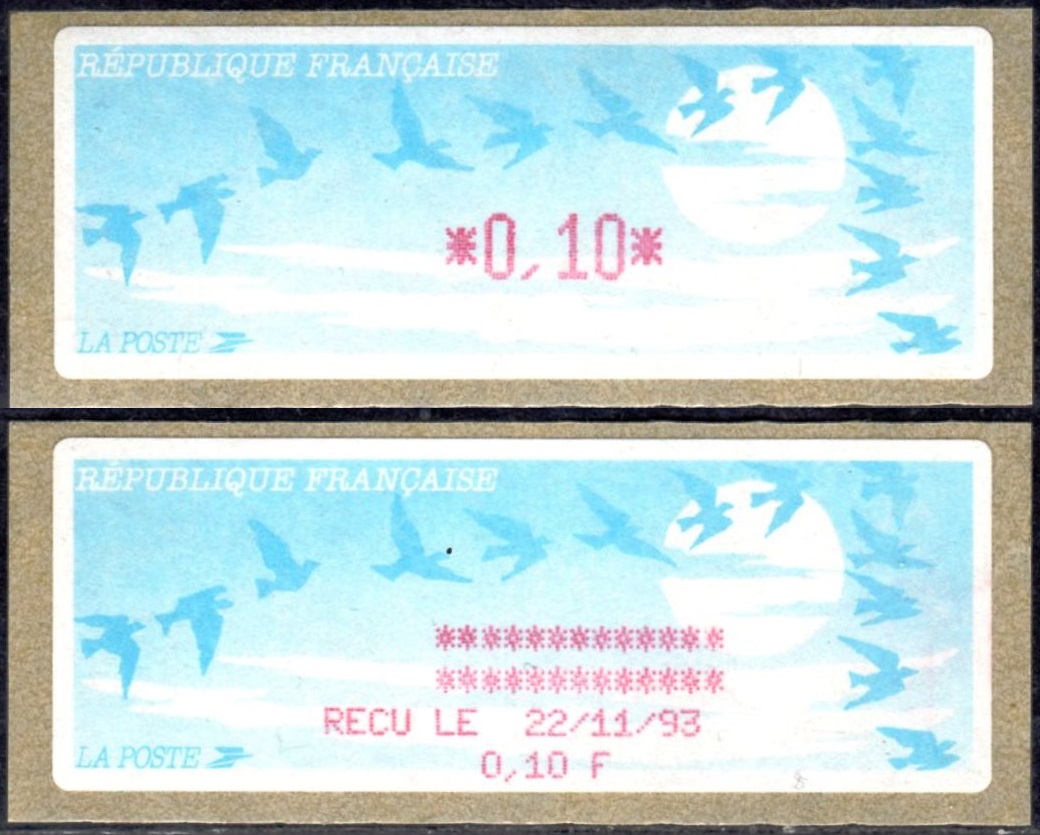 RÉPUBLIQUE FRANÇAISE
*0,10*
LA POSTE
RÉPUBLIQUE FRANÇAISE
*************
*************
RECU LE 22/11/93
0,10 F
LA POSTE